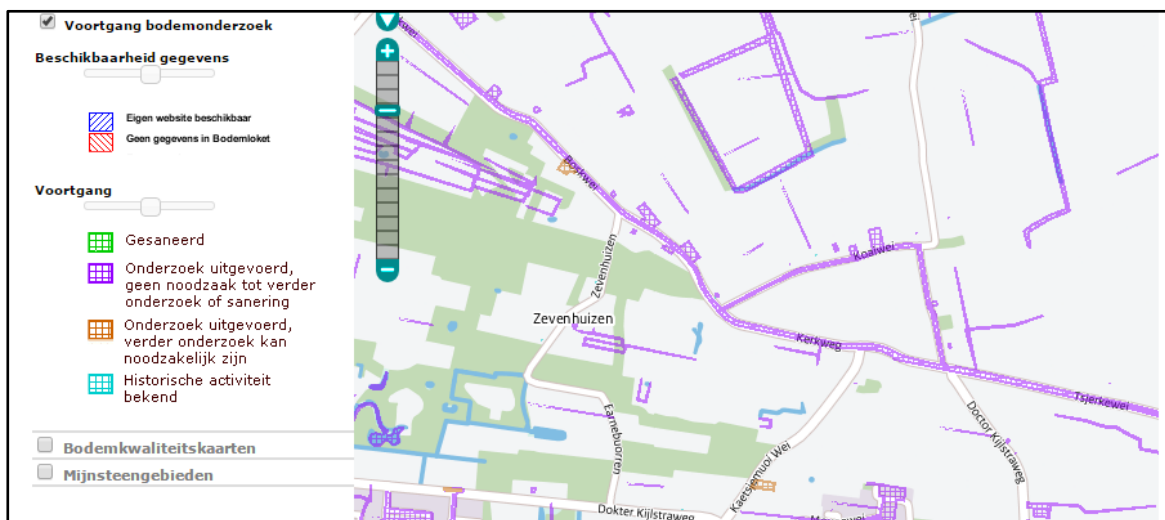 Voortgang bodemonderzoek
Beschikbaarheid gegevens
Eigen website beschikbaar
Geen gegevens in Bodemloket
Voortgang
Gesaneerd
Onderzoek uitgevoerd,
geen noodzaak tot verder
onderzoek of sanering
Onderzoek uitgevoerd,
verder onderzoek kan
noodzakelijk zijn
Historische activiteit
bekend
Bodemkwaliteitskaarten
Mijnsteengebieden
Boskwei
Zevenhuizen
Zevenhuizen
Koaiwei
Kerkweg
Tsjerkewei
Doctor Kijlstraweg
Earnebuorren
Kaetsjemuoi Wei
Dokter Kijlstraweg